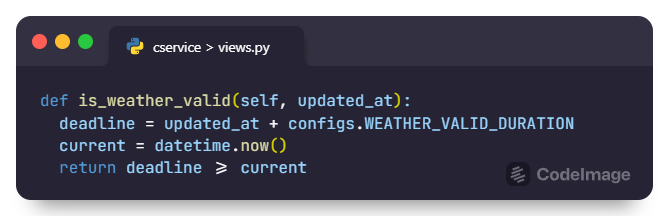 cservice > views.py
def is_weather_valid(self, updated_at):
  deadline = updated_at + configs.WEATHER_VALID_DURATION
  current = datetime.now()
  return deadline >= current
CodeImage